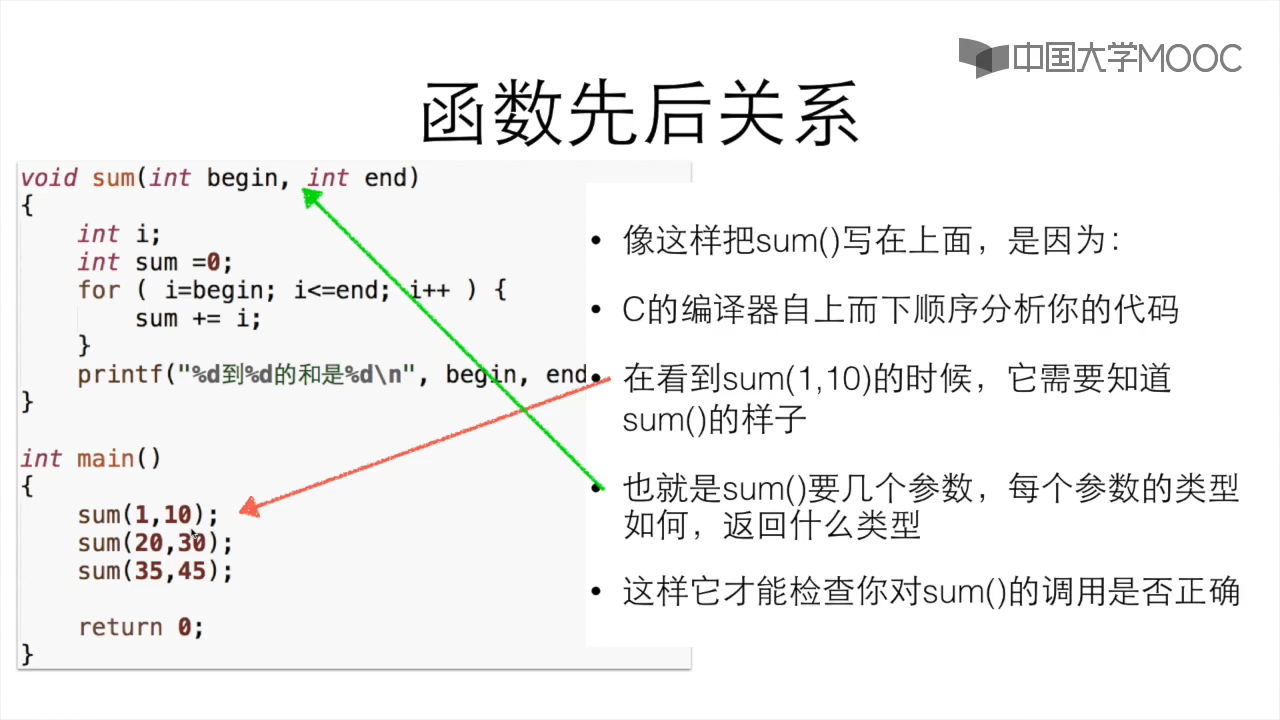 中国大学MOOC
函数先后关系
void sum(int begin, int end)
{
    int i;
    int sum =0;
    for ( i=begin; i<=end; i++ ) {
        sum += i;
    }
    printf("%d到%d的和是%d\n", begin, end
}
int main()
{
    sum(1,10);
    sum(20,30);
    sum(35,45);
    return 0;
}
• 像这样把sum()写在上面，是因为：
• C的编译器自上而下顺序分析你的代码
• 在看到sum(1,10)的时候，它需要知道
sum()的样子
• 也就是sum()要几个参数，每个参数的类型
如何，返回什么类型
• 这样它才能检查你对sum()的调用是否正确